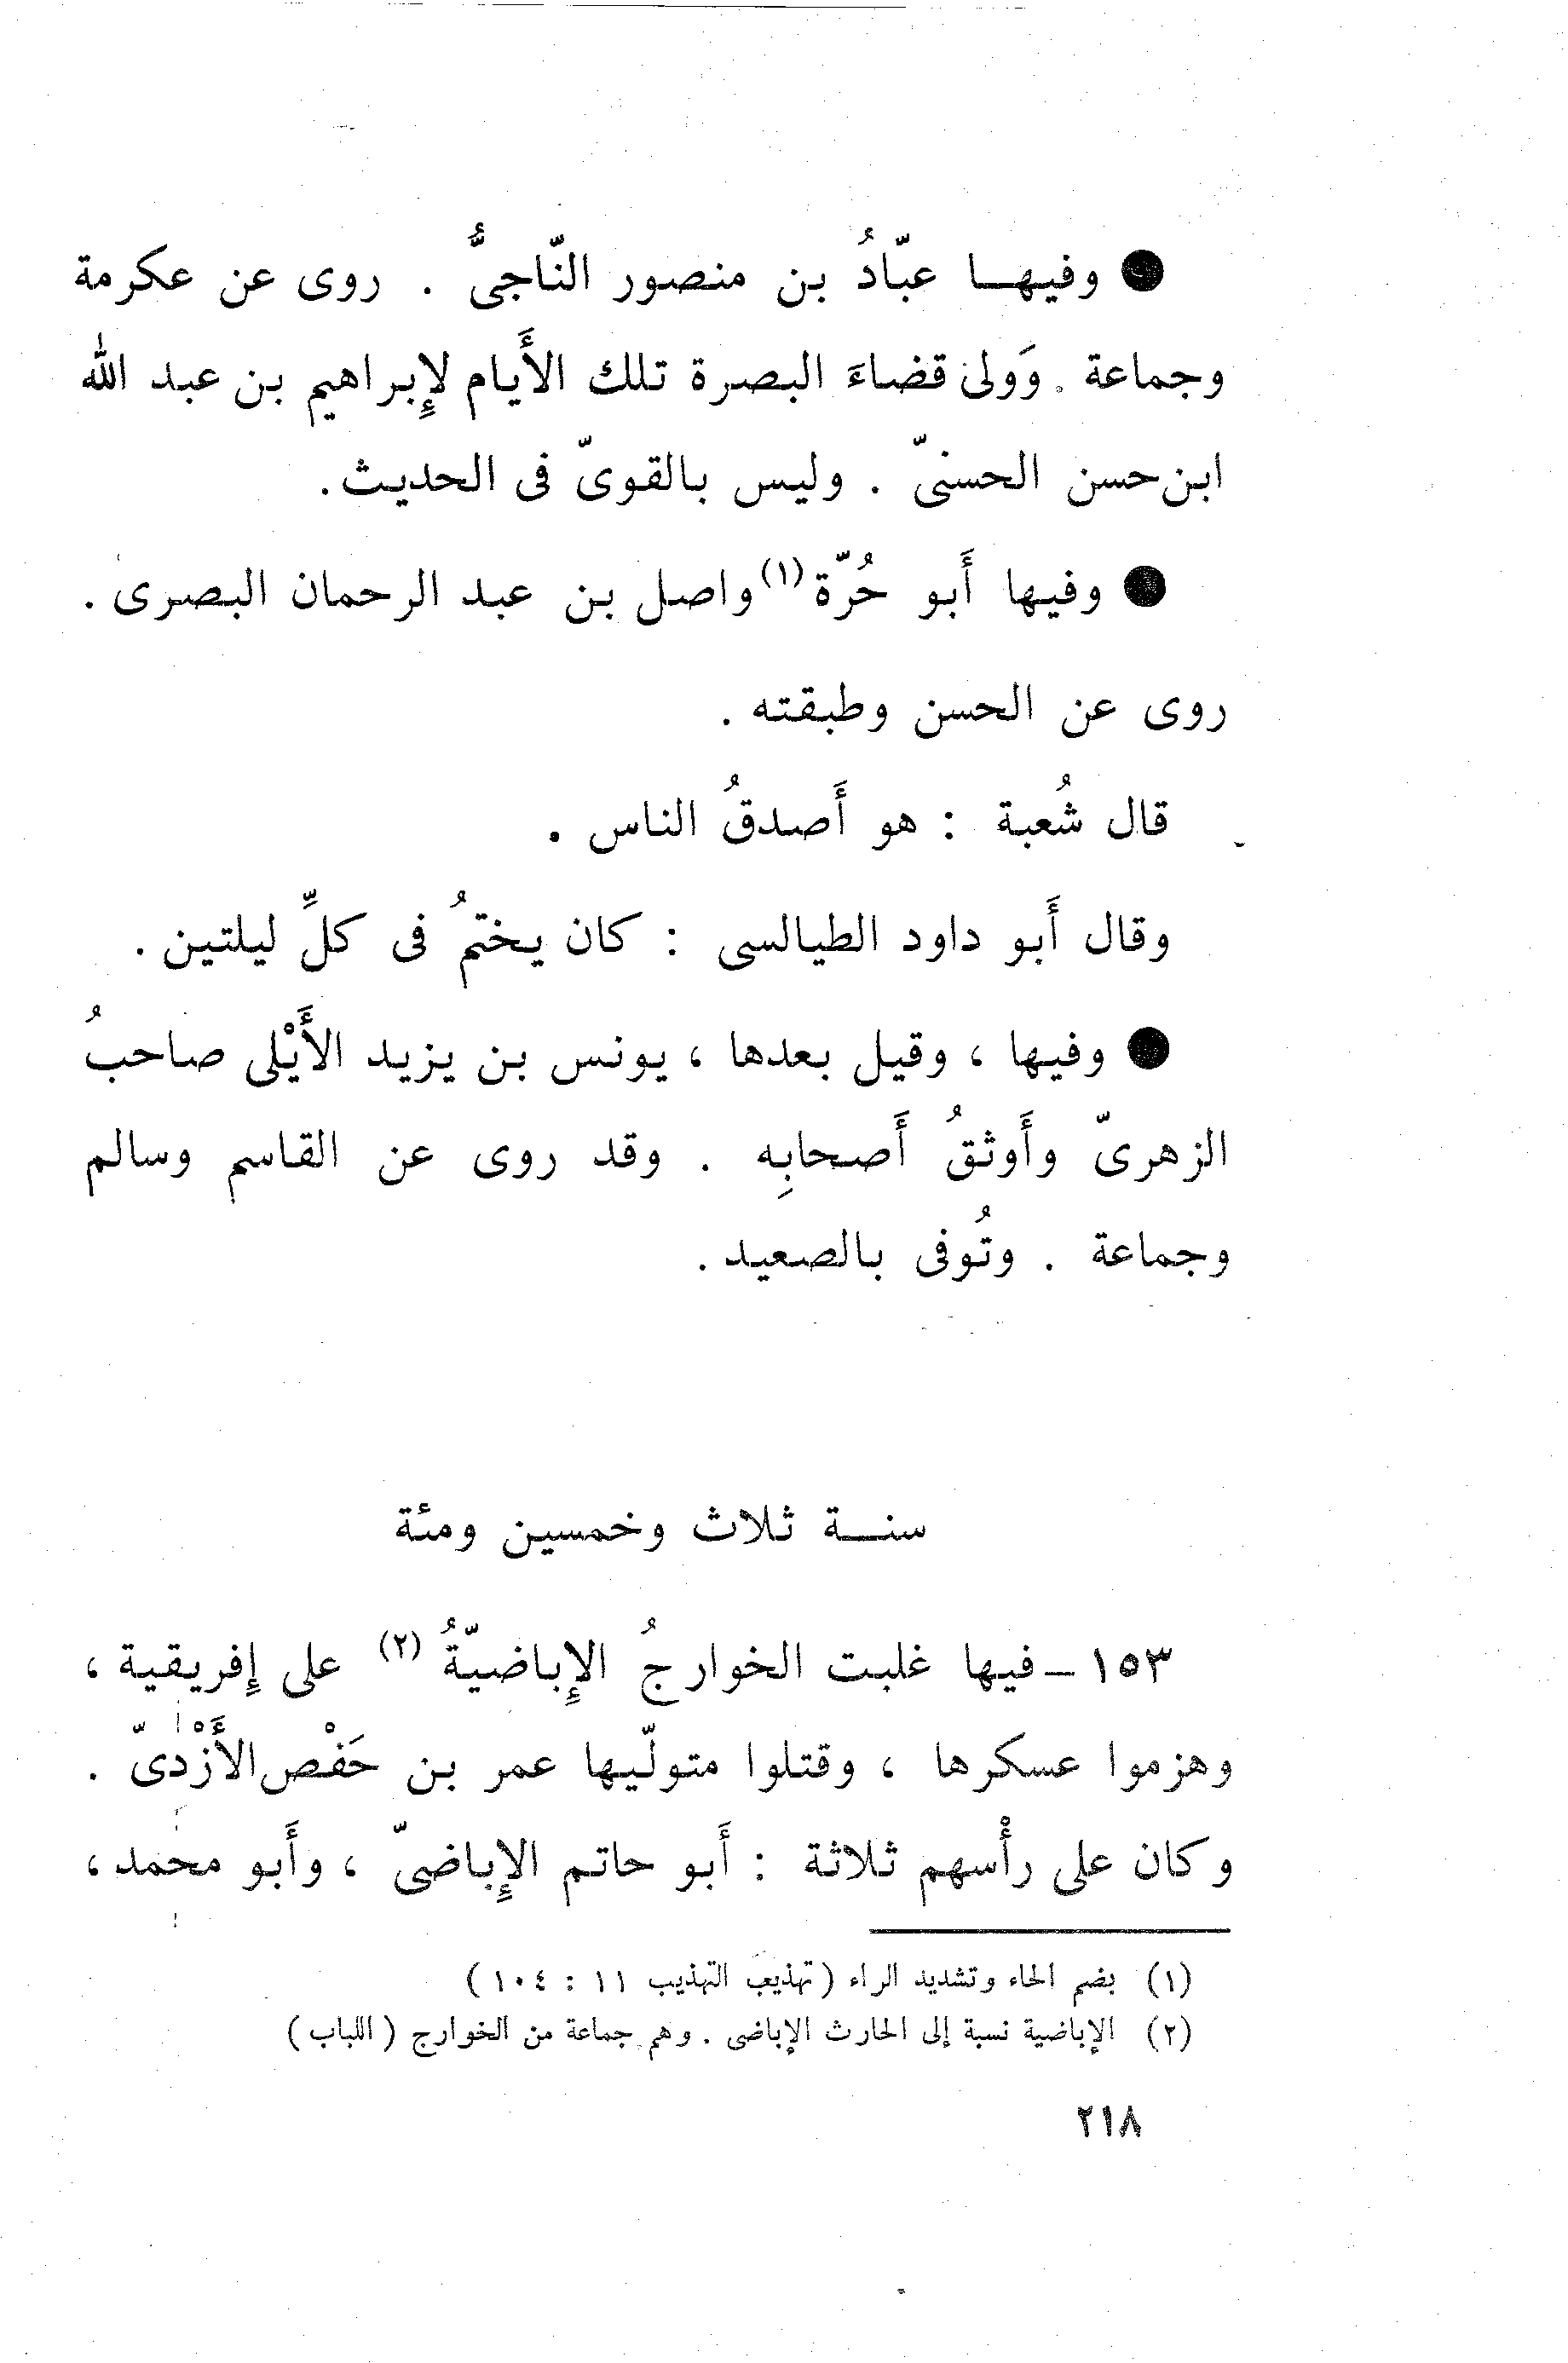 ● وفيهـا عبّادُ بن منصور النّاجىُّ . روى عن عكرمة
وجماعة . وَولى قضاءَ البصرة تلك الأَيام لإِبراهيم بن عبد الله
ابن حسن الحسنىّ . وليس بالقوىّ فى الحديث.
● وفيها أَبو حُرّة (١) واصل بن عبد الرحمان البصرى .
روى عن الحسن وطبقته .
قال شُعبة : هو أَصدقُ الناس .
وقال أَبو داود الطيالسى : كان يختمُ فى كلِّ ليلتين .
● وفيها ، وقيل بعدها ، يونس بن يزيد الأَيْلى صاحبُ
الزهرىّ وأَوثقُ أَصحابِه . وقد روى عن القاسم وسالم
وجماعة . وتُوفى بالصعيد .
سنـة ثلاث وخمسين ومئة
١٥٣ – فيها غلبت الخوارجُ الإِباضيّةُ (٢) على إِفريقية ،
وهزموا عسكرها ، وقتلوا متولّيها عمر بن حَفْص الأَزْدىّ .
وكان على رأْسهم ثلاثة : أَبو حاتم الإِباضىّ ، وأَبو محمد ،
(١) بضم الحاء وتشديد الراء ( تهذيب التهذيب ١١ : ١٠٤ )
(٢) الإباضية نسبة إلى الحارث الإباضى . وهم جماعة من الخوارج ( اللباب )
٢١٨